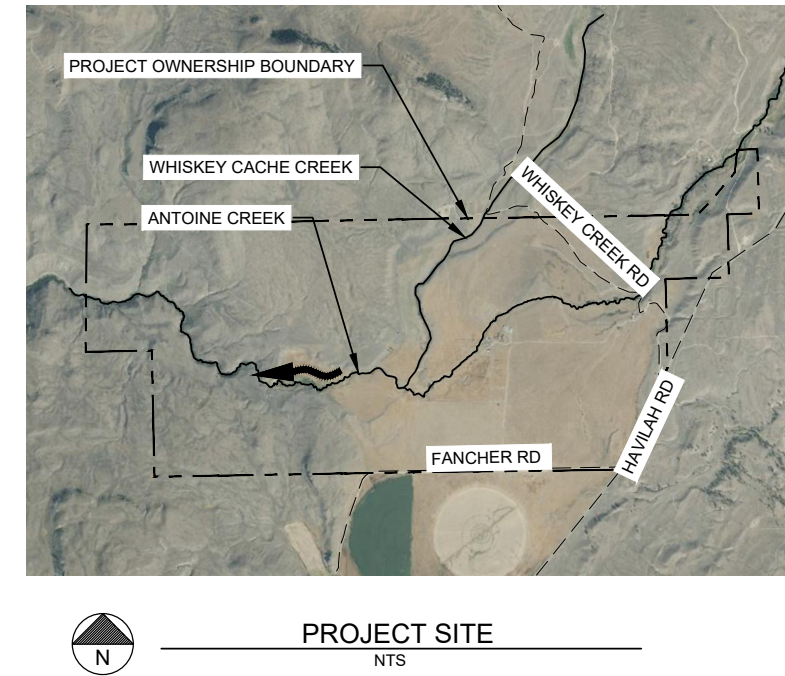 PROJECT OWNERSHIP BOUNDARY
WHISKEY CACHE CREEK
ANTOINE CREEK
WHISKEY CREEK RD
HAVILAH RD
FANCHER RD
N
PROJECT SITE
NTS